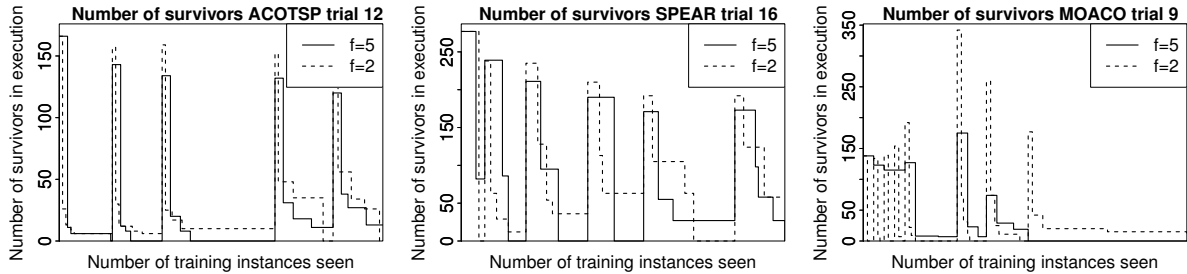 Number of survivors ACOTSP trial 12
Number of survivors in execution
150
100
50
0
f=5
f=2
Number of training instances seen
Number of survivors SPEAR trial 16
Number of survivors in execution
250
150
50
0
f=5
f=2
Number of training instances seen
Number of survivors MOACO trial 9
Number of survivors in execution
350
250
150
50
0
f=5
f=2
Number of training instances seen